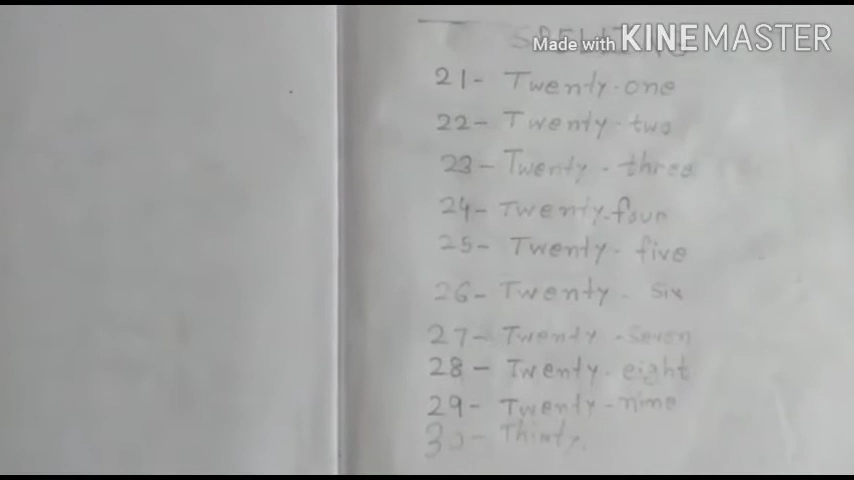 SPELLING
Made with KINEMASTER
21- Twenty-one
22- Twenty-two
23- Twenty-three
24- Twenty-four
25- Twenty-five
26- Twenty-six
27- Twenty-seven
28- Twenty-eight
29- Twenty-nine
30- Thirty.